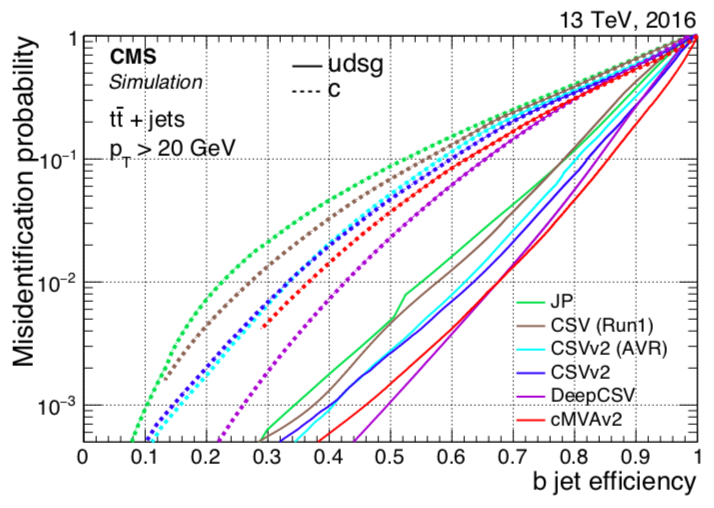 13 TeV, 2016
Misidentification probability
1
10⁻¹
10⁻²
10⁻³
CMS
Simulation
tt̄ + jets
p_T > 20 GeV
udsg
c
JP
CSV (Run1)
CSVv2 (AVR)
CSVv2
DeepCSV
cMVAv2
0 0.1 0.2 0.3 0.4 0.5 0.6 0.7 0.8 0.9 1
b jet efficiency